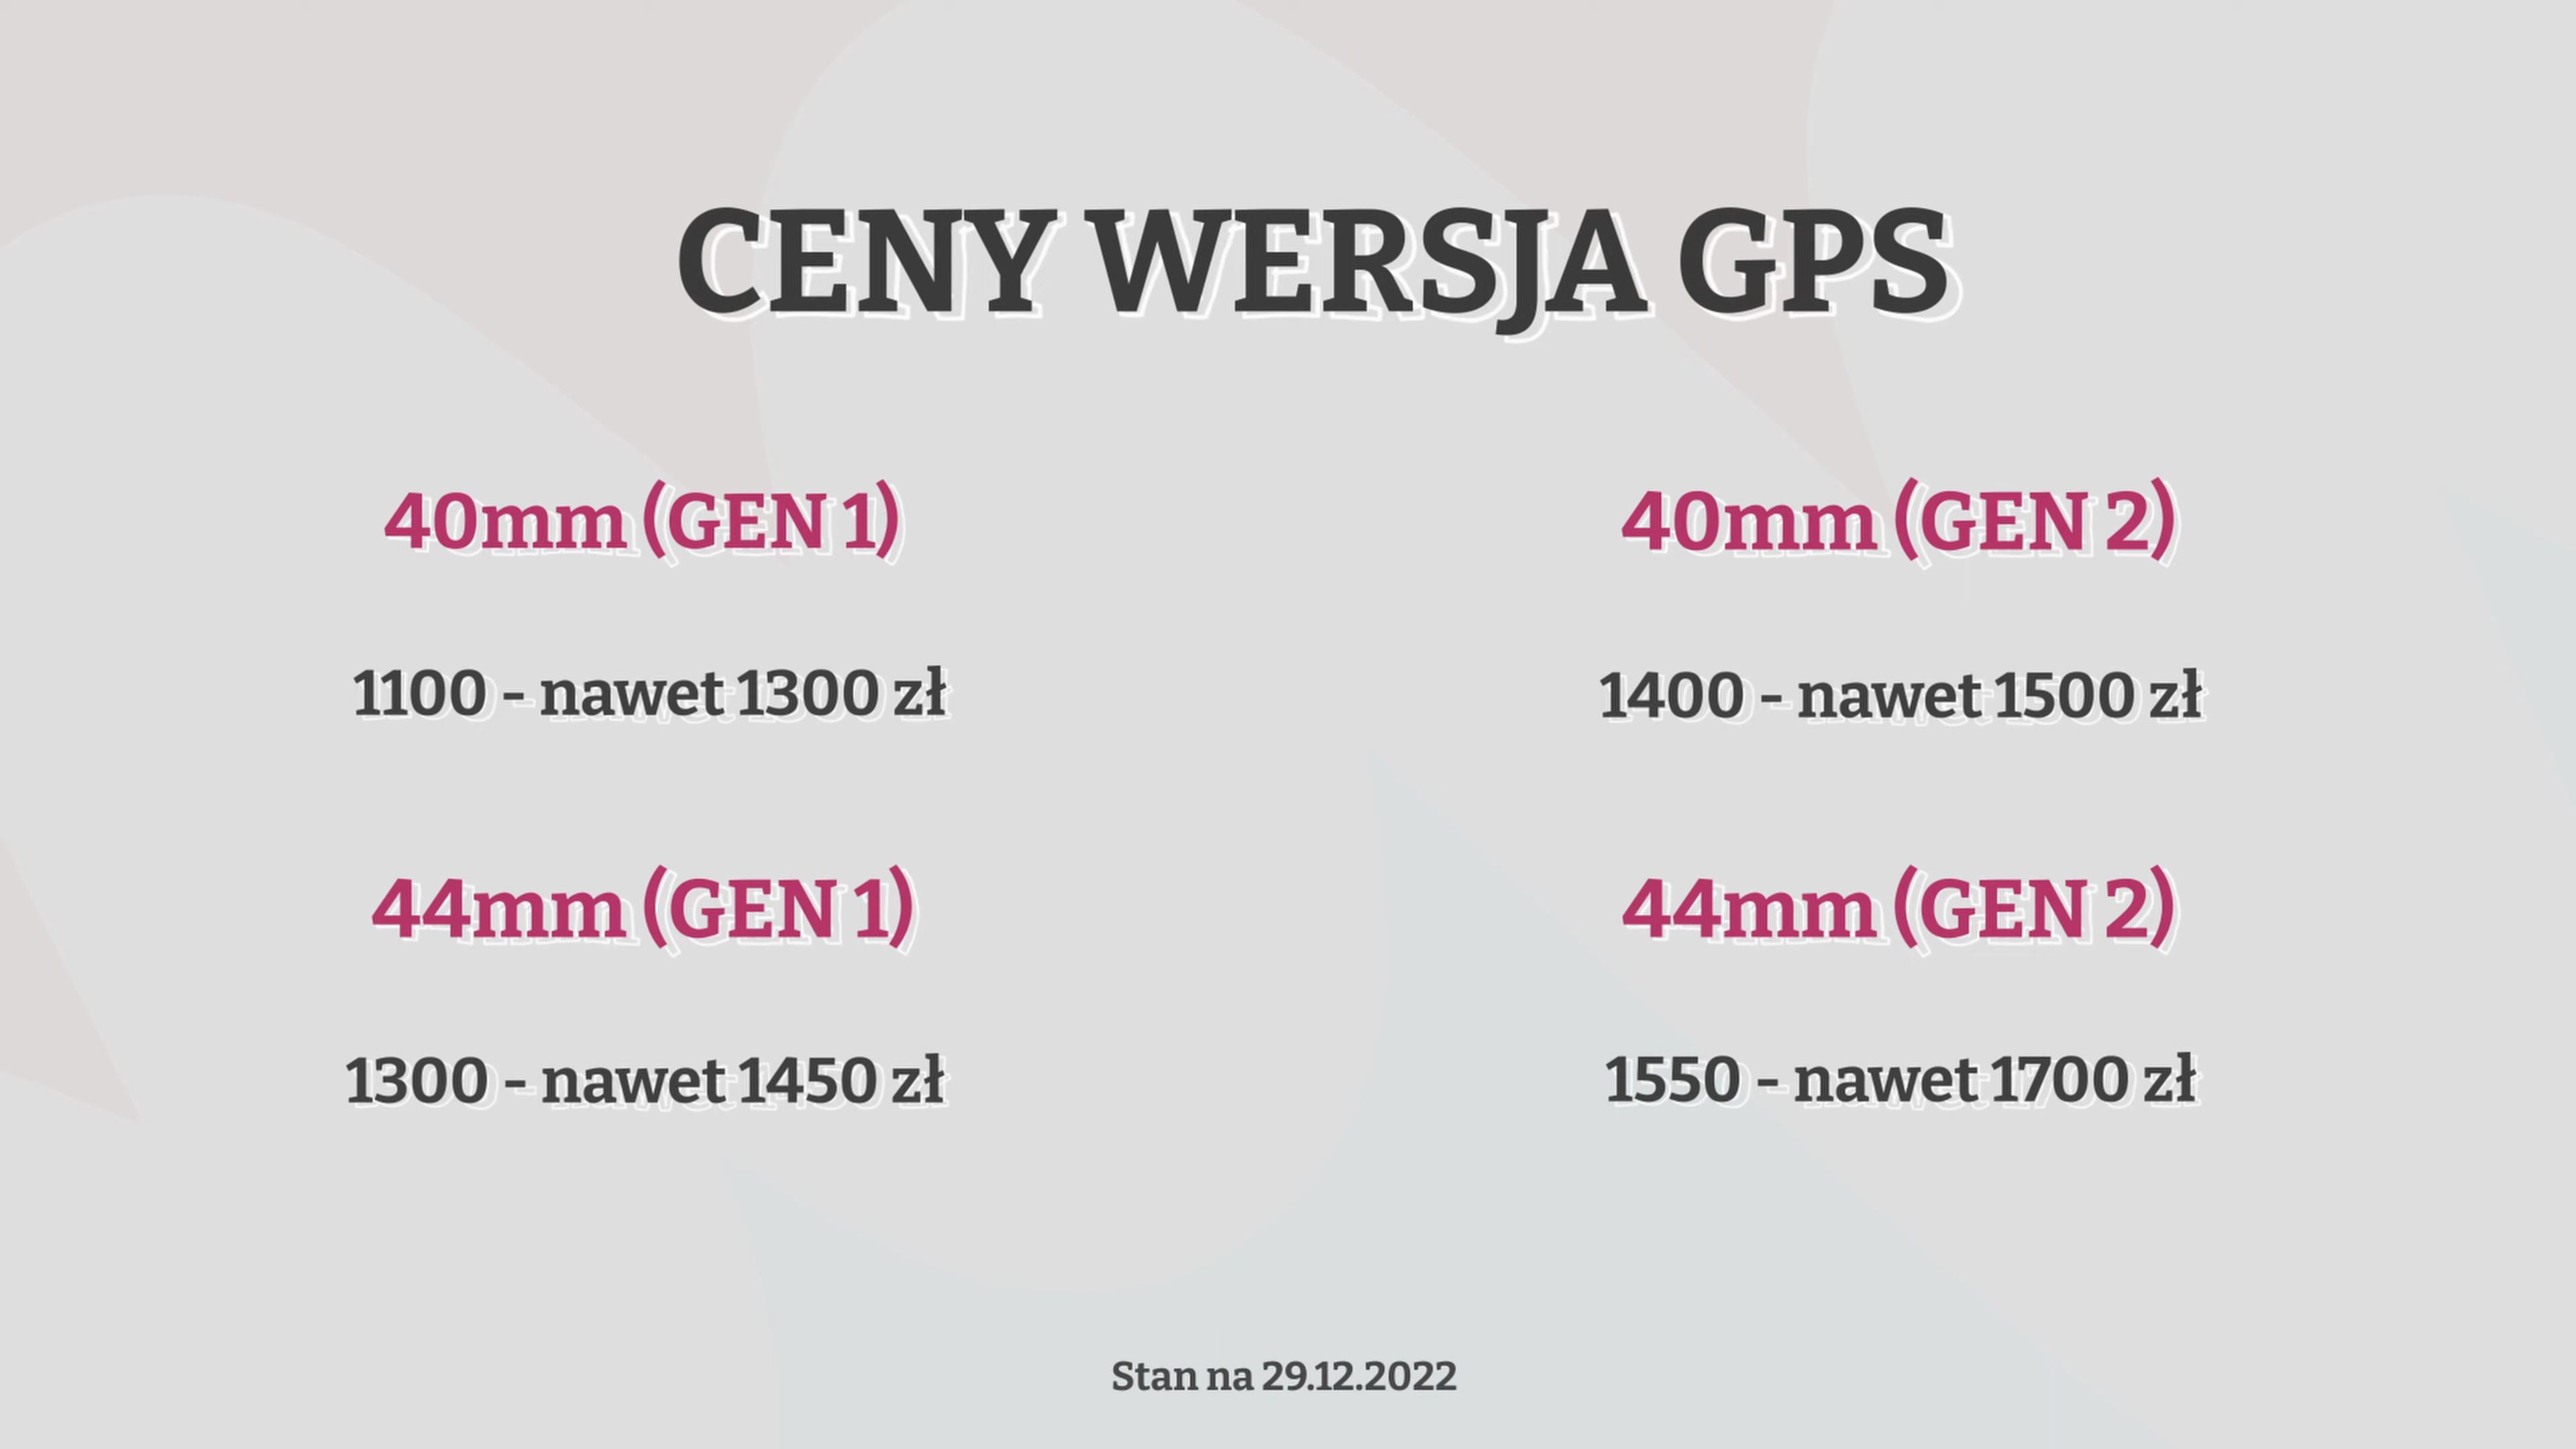 CENY WERSJA GPS
40mm (GEN 1)
1100 - nawet 1300 zł
44mm (GEN 1)
1300 - nawet 1450 zł
40mm (GEN 2)
1400 - nawet 1500 zł
44mm (GEN 2)
1550 - nawet 1700 zł
Stan na 29.12.2022